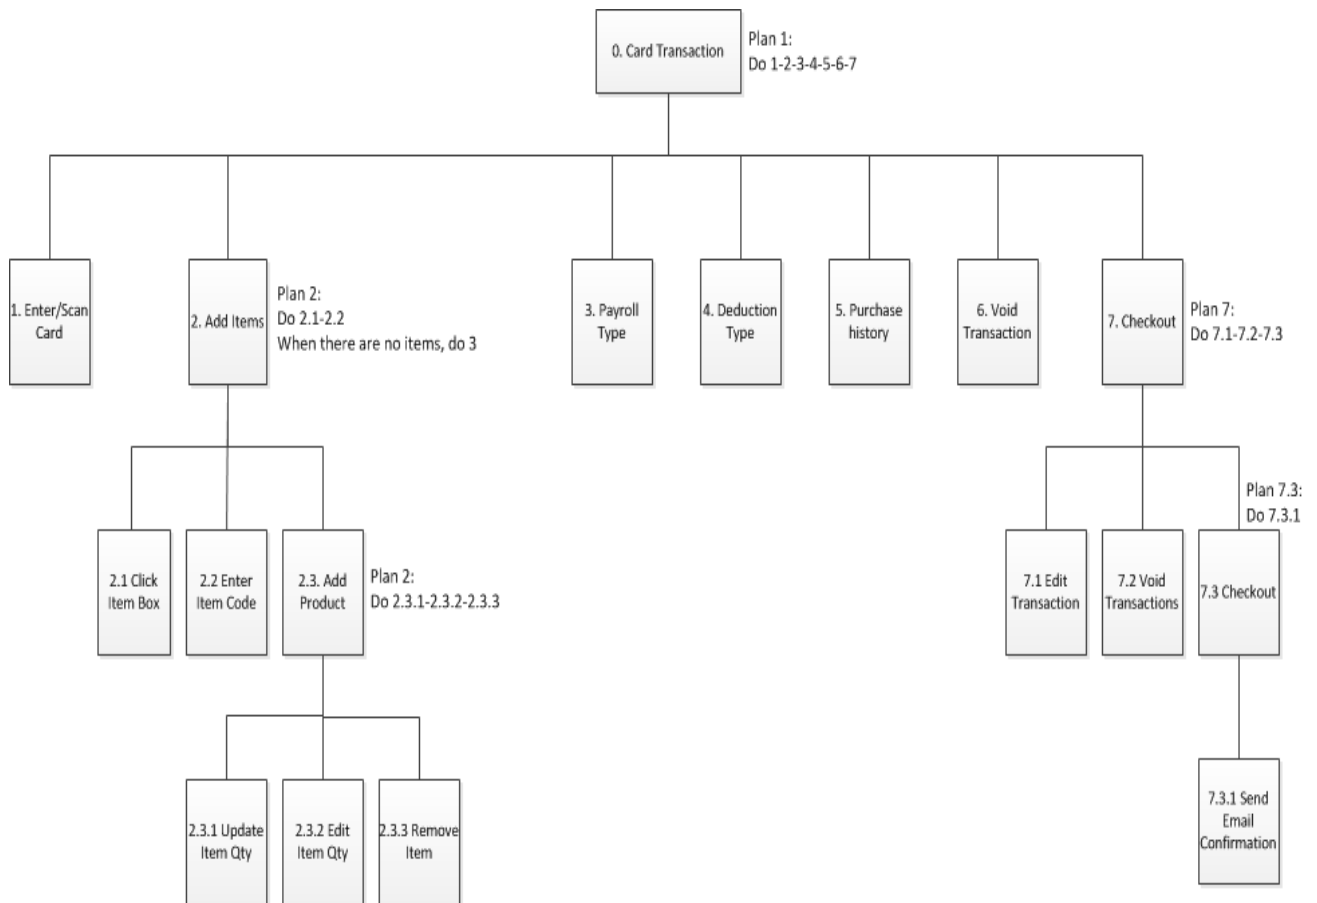 0. Card Transaction
Plan 1:
Do 1-2-3-4-5-6-7
1. Enter/Scan
Card
2. Add Items
Plan 2:
Do 2.1-2.2
When there are no items, do 3
3. Payroll
Type
4. Deduction
Type
5. Purchase
history
6. Void
Transaction
7. Checkout
Plan 7:
Do 7.1-7.2-7.3
2.1 Click
Item Box
2.2 Enter
Item Code
2.3. Add
Product
Plan 2:
Do 2.3.1-2.3.2-2.3.3
7.1 Edit
Transaction
7.2 Void
Transactions
7.3 Checkout
Plan 7.3:
Do 7.3.1
2.3.1 Update
Item Qty
2.3.2 Edit
Item Qty
2.3.3 Remove
Item
7.3.1 Send
Email
Confirmation